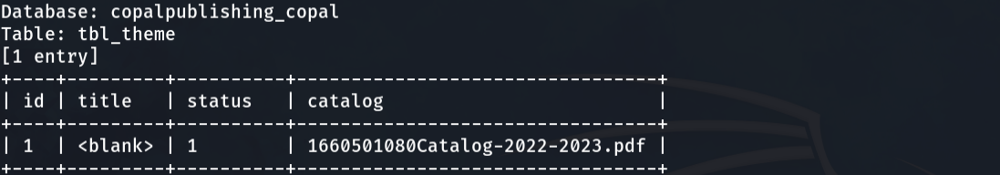 Database: copalpublishing_copal
Table: tbl_theme
[1 entry]
+----+---------+--------+---------------------------------+
| id | title   | status | catalog                         |
+----+---------+--------+---------------------------------+
| 1  | <blank> | 1      | 1660501080Catalog-2022-2023.pdf |
+----+---------+--------+---------------------------------+